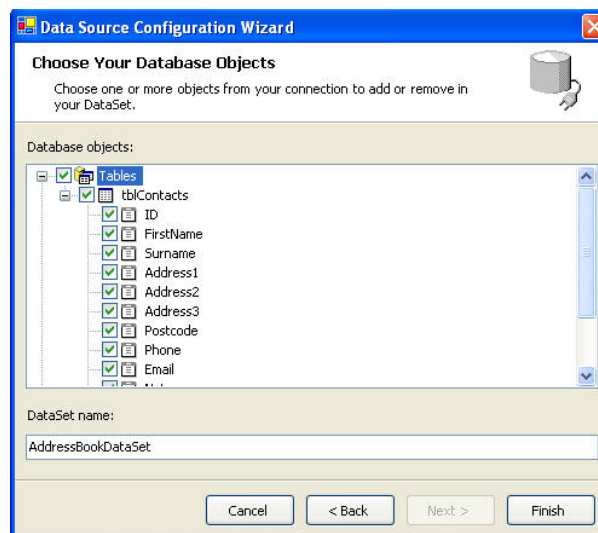 Data Source Configuration Wizard
Choose Your Database Objects
Choose one or more objects from your connection to add or remove in
your DataSet.
Database objects:
Tables
tblContacts
ID
FirstName
Surname
Address1
Address2
Address3
Postcode
Phone
Email
DataSet name:
AddressBookDataSet
Cancel
< Back
Next >
Finish